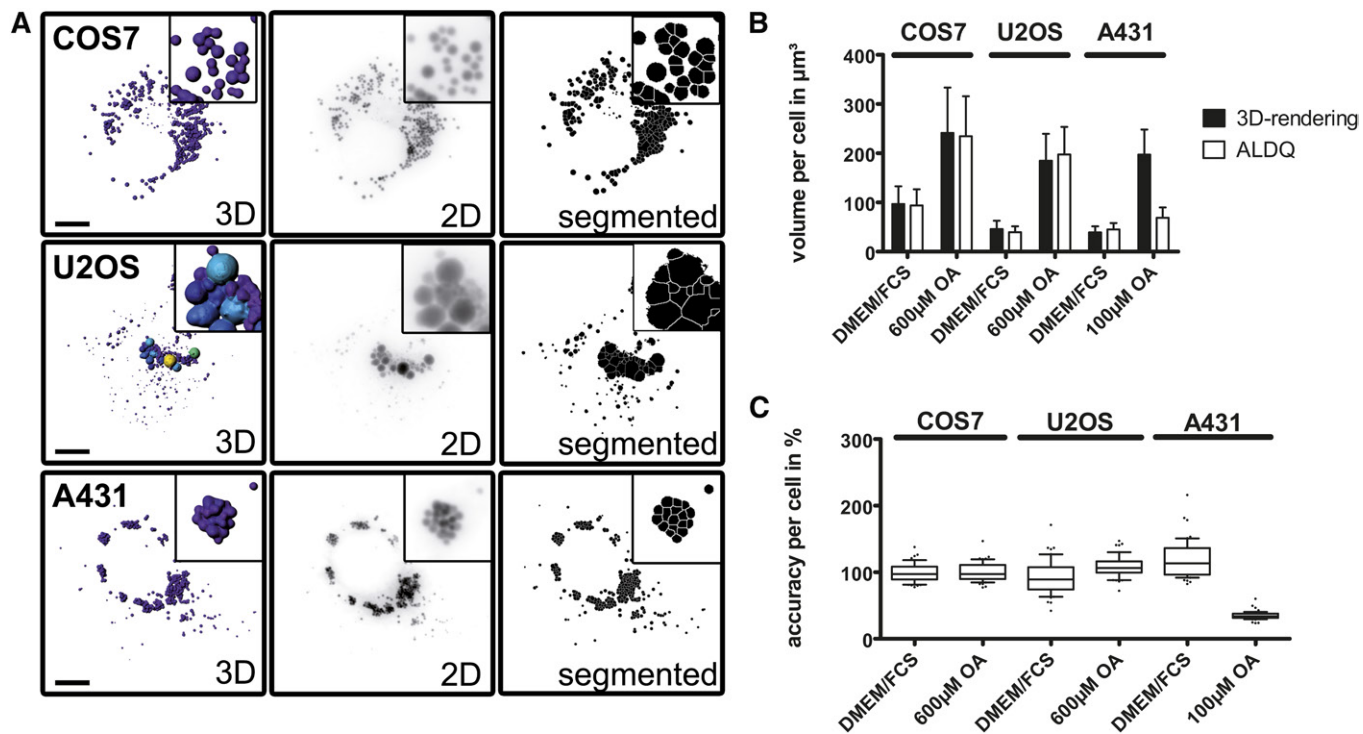 A
COS7
3D
2D
segmented
U2OS
3D
2D
segmented
A431
3D
2D
segmented
B
COS7 U2OS A431
volume per cell in µm³
400
300
200
100
0
DMEM/FCS
600µM OA
DMEM/FCS
600µM OA
DMEM/FCS
100µM OA
3D-rendering
ALDQ
C
COS7 U2OS A431
accuracy per cell in %
300
200
100
0
DMEM/FCS
600µM OA
DMEM/FCS
600µM OA
DMEM/FCS
100µM OA